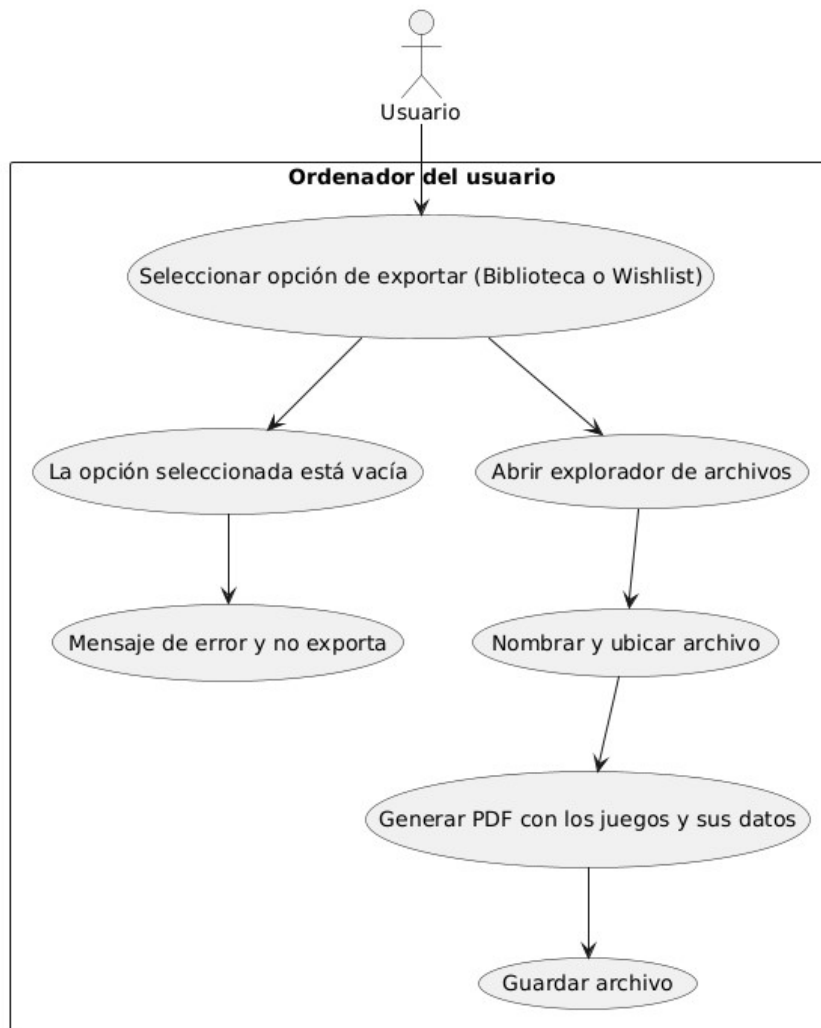 Usuario
Ordenador del usuario
Seleccionar opción de exportar (Biblioteca o Wishlist)
La opción seleccionada está vacía
Abrir explorador de archivos
Mensaje de error y no exporta
Nombrar y ubicar archivo
Generar PDF con los juegos y sus datos
Guardar archivo